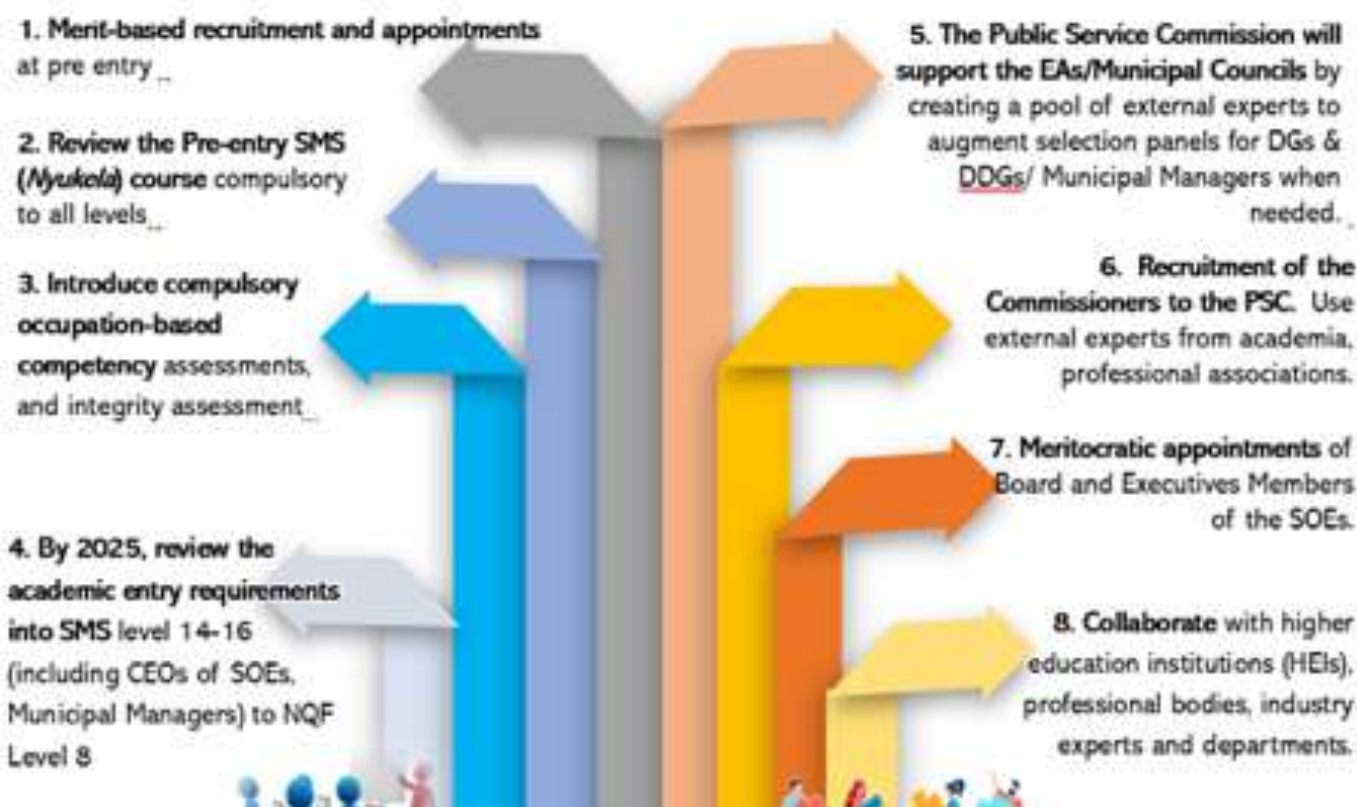 1. Merit-based recruitment and appointments
at pre entry
2. Review the Pre-entry SMS
(Nyukela) course compulsory
to all levels
3. Introduce compulsory
occupation-based
competency assessments,
and integrity assessment
4. By 2025, review the
academic entry requirements
into SMS level 14-16
(including CEOs of SOEs,
Municipal Managers) to NQF
Level 8
5. The Public Service Commission will
support the EAs/Municipal Councils by
creating a pool of external experts to
augment selection panels for DGs &
DDGs/ Municipal Managers when
needed.
6. Recruitment of the
Commissioners to the PSC. Use
external experts from academia,
professional associations.
7. Meritocratic appointments of
Board and Executives Members
of the SOEs.
8. Collaborate with higher
education institutions (HEIs),
professional bodies, industry
experts and departments.